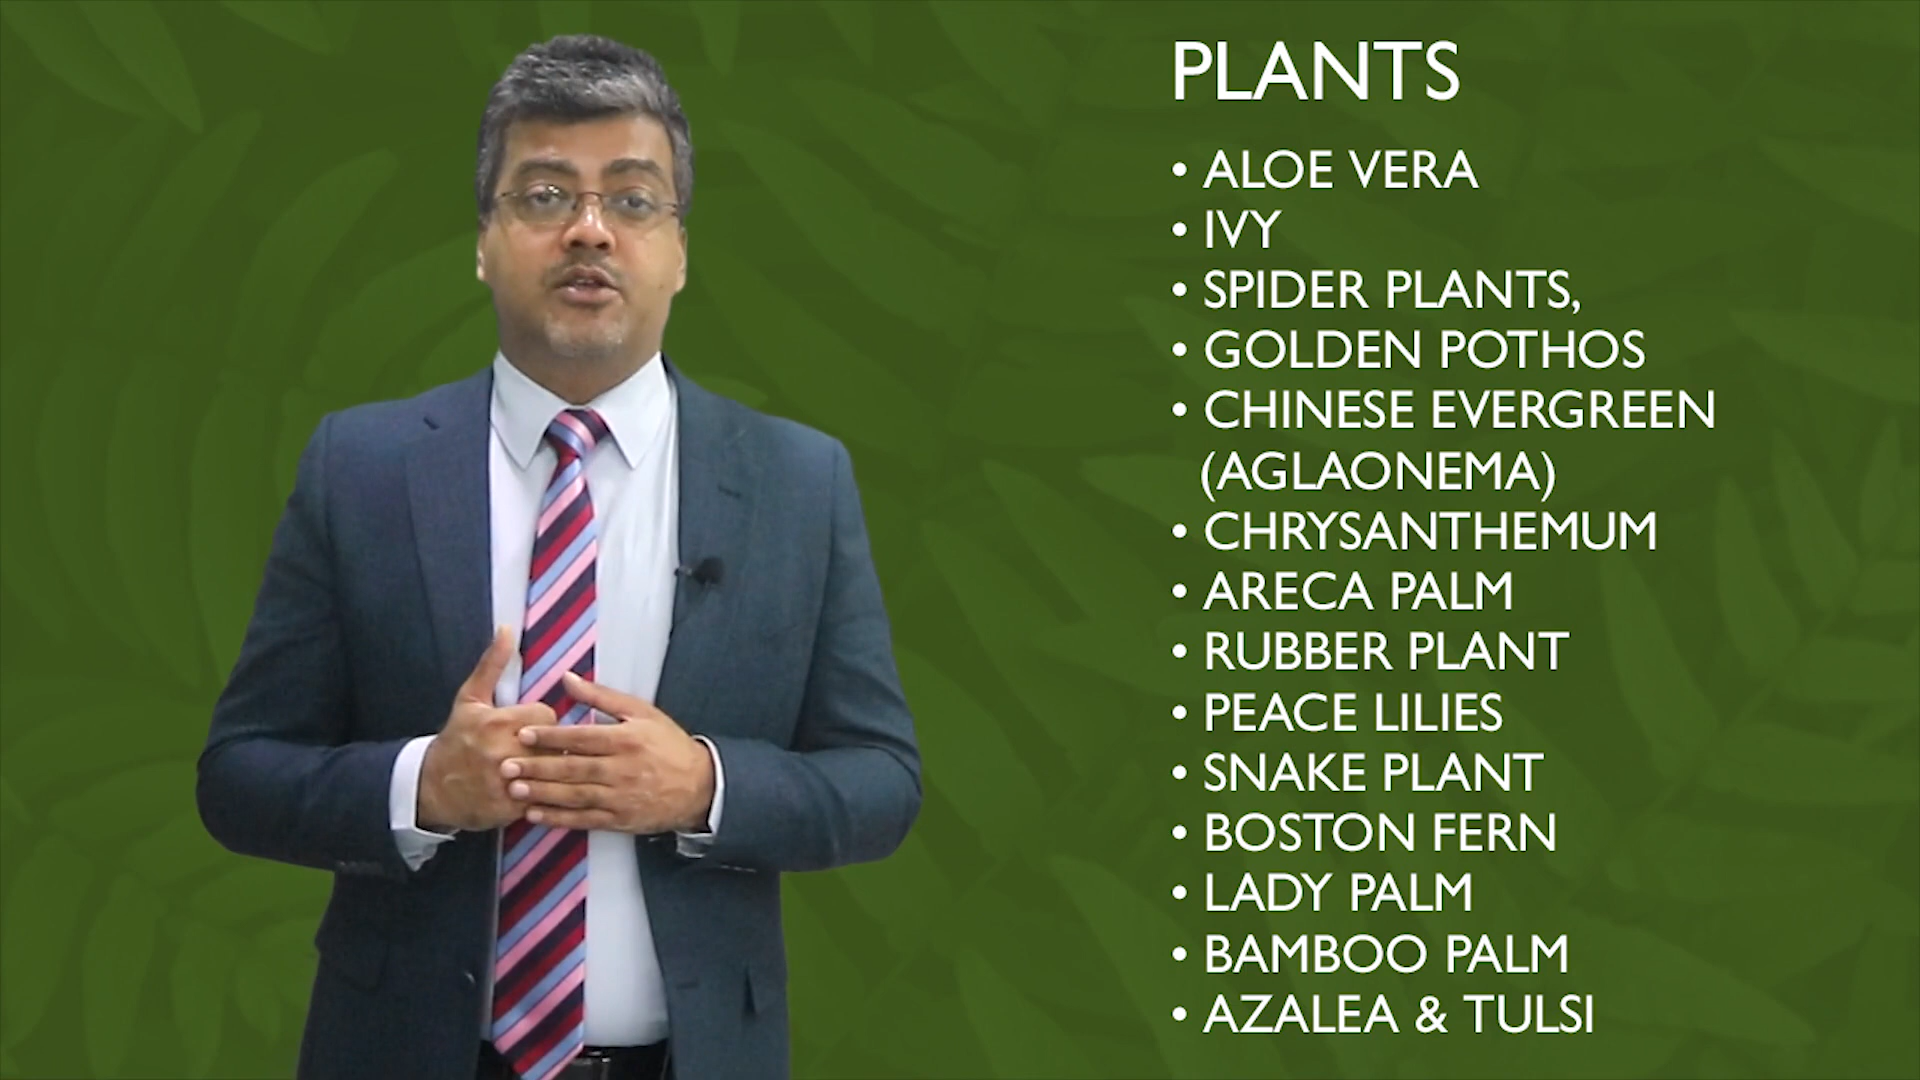 PLANTS
• ALOE VERA
• IVY
• SPIDER PLANTS,
• GOLDEN POTHOS
• CHINESE EVERGREEN
(AGLAONEMA)
• CHRYSANTHEMUM
• ARECA PALM
• RUBBER PLANT
• PEACE LILIES
• SNAKE PLANT
• BOSTON FERN
• LADY PALM
• BAMBOO PALM
• AZALEA & TULSI